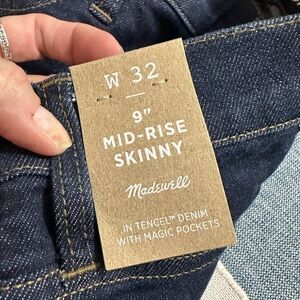 W 32
9"
MID-RISE
SKINNY
Madewell
IN TENCEL™ DENIM
WITH MAGIC POCKETS